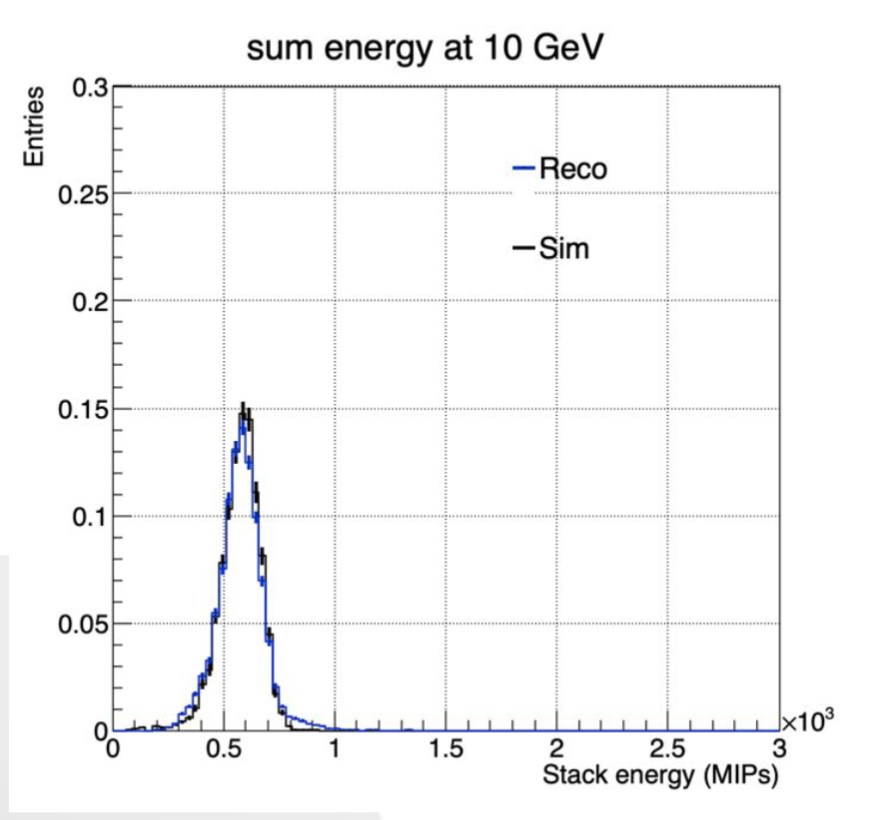 sum energy at 10 GeV
Entries
0.3
0.25
0.2
0.15
0.1
0.05
0
Reco
Sim
0 0.5 1 1.5 2 2.5 3
×10³
Stack energy (MIPs)